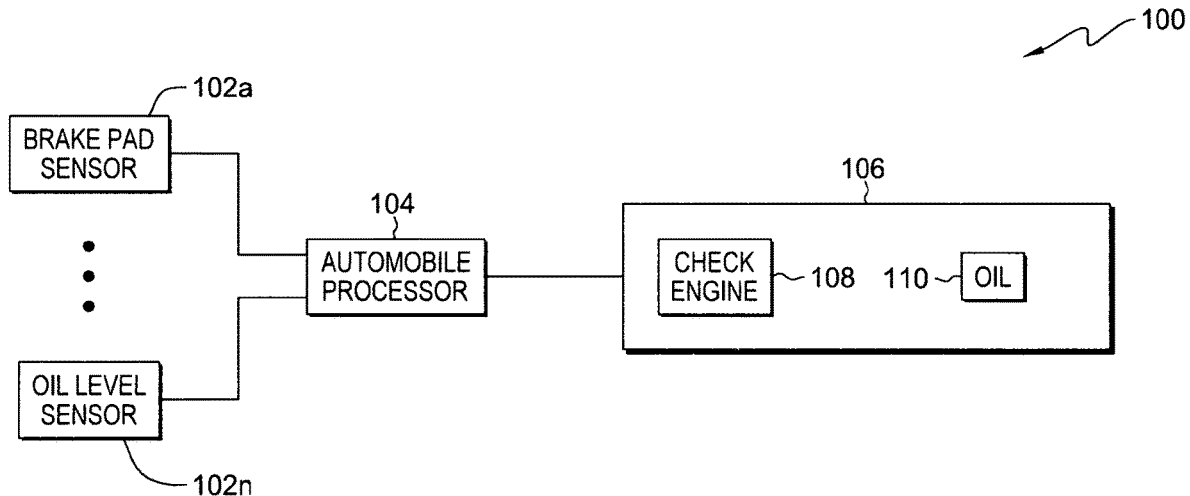 100
102a
BRAKE PAD
SENSOR
104
AUTOMOBILE
PROCESSOR
106
CHECK
ENGINE
108
110
OIL
OIL LEVEL
SENSOR
102n